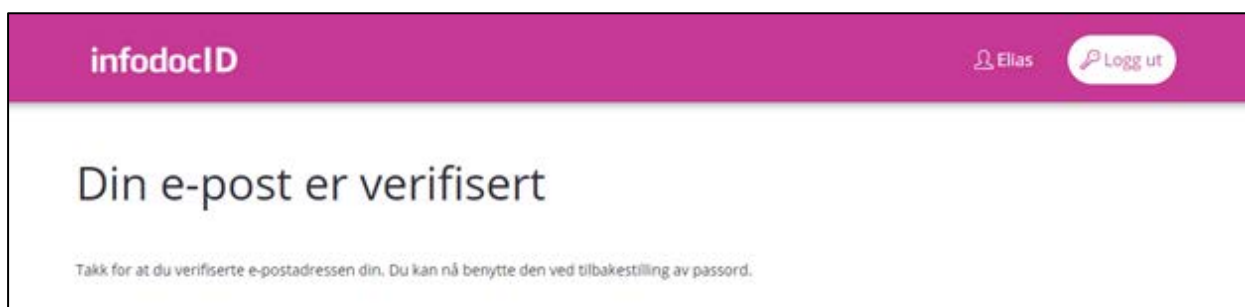 infodocID
Elias
Logg ut
Din e-post er verifisert
Takk for at du verifiserte e-postadressen din. Du kan nå benytte den ved tilbakestilling av passord.